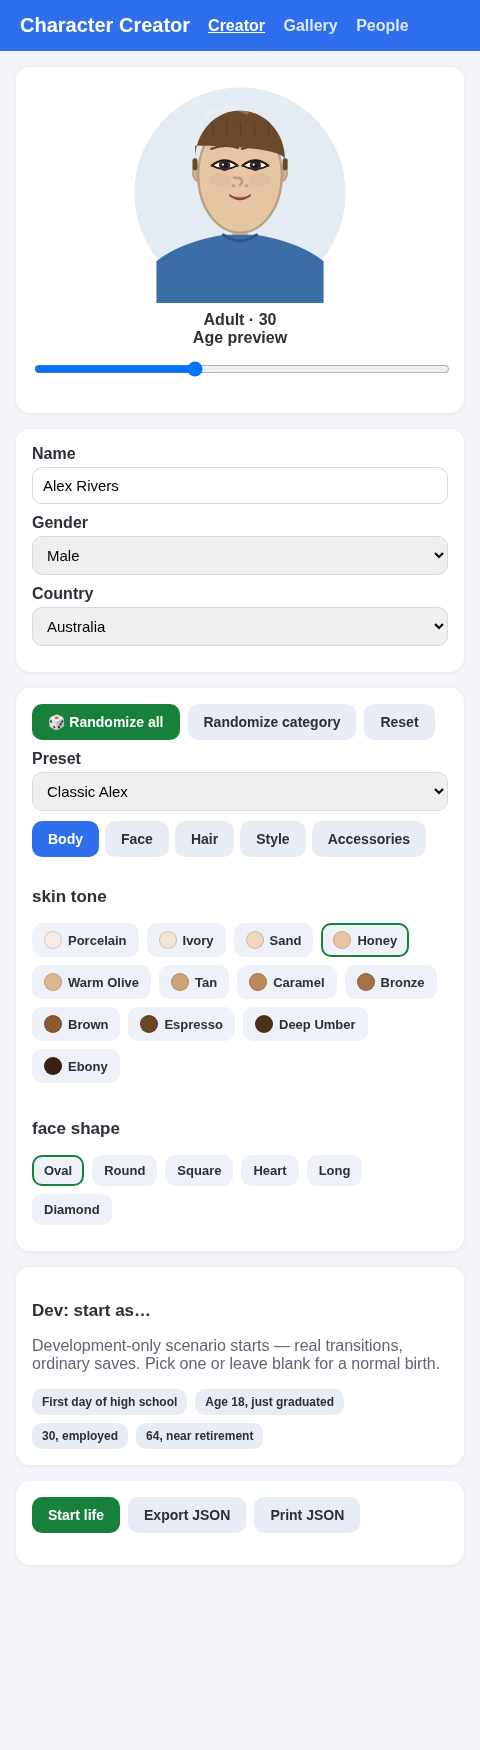 Character Creator Creator Gallery People
Adult · 30
Age preview
Name
Alex Rivers
Gender
Male
Country
Australia
🎲 Randomize all Randomize category Reset
Preset
Classic Alex
Body Face Hair Style Accessories
skin tone
Porcelain Ivory Sand Honey
Warm Olive Tan Caramel Bronze
Brown Espresso Deep Umber
Ebony
face shape
Oval Round Square Heart Long
Diamond
Dev: start as…
Development-only scenario starts — real transitions,
ordinary saves. Pick one or leave blank for a normal birth.
First day of high school Age 18, just graduated
30, employed 64, near retirement
Start life Export JSON Print JSON